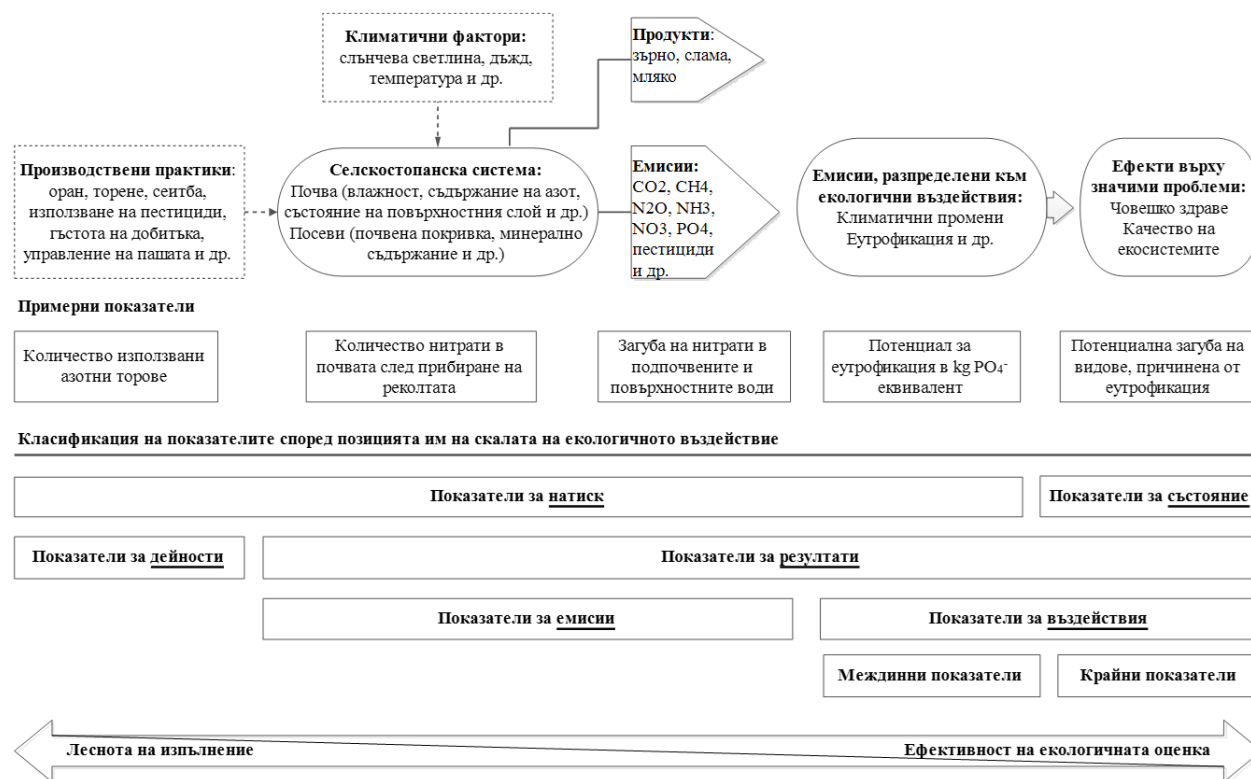 Климатични фактори:
слънчева светлина, дъжд,
температура и др.
Продукти:
зърно, слама,
мляко
Производствени практики:
оран, торене, сеитба,
използване на пестициди,
гъстота на добитъка,
управление на пашата и др.
Селскостопанска система:
Почва (влажност, съдържание на азот,
състояние на повърхностния слой и др.)
Посеви (почвена покривка, минерално
съдържание и др.)
Емисии:
CO2, CH4,
N2O, NH3,
NO3, PO4,
пестициди
и др.
Емисии, разпределени към
екологични въздействия:
Климатични промени
Еутрофикация и др.
Ефекти върху
значими проблеми:
Човешко здраве
Качество на
екосистемите
Примерни показатели
Количество използвани
азотни торове
Количество нитрати в
почвата след прибиране на
реколтата
Загуба на нитрати в
подпочвените и
повърхностните води
Потенциал за
еутрофикация в kg PO₄-
еквивалент
Потенциална загуба на
видове, причинена от
еутрофикация
Класификация на показателите според позицията им на скалата на екологичното въздействие
Показатели за натиск
Показатели за състояние
Показатели за дейности
Показатели за резултати
Показатели за емисии
Показатели за въздействия
Междинни показатели
Крайни показатели
Леснота на изпълнение
Ефективност на екологичната оценка